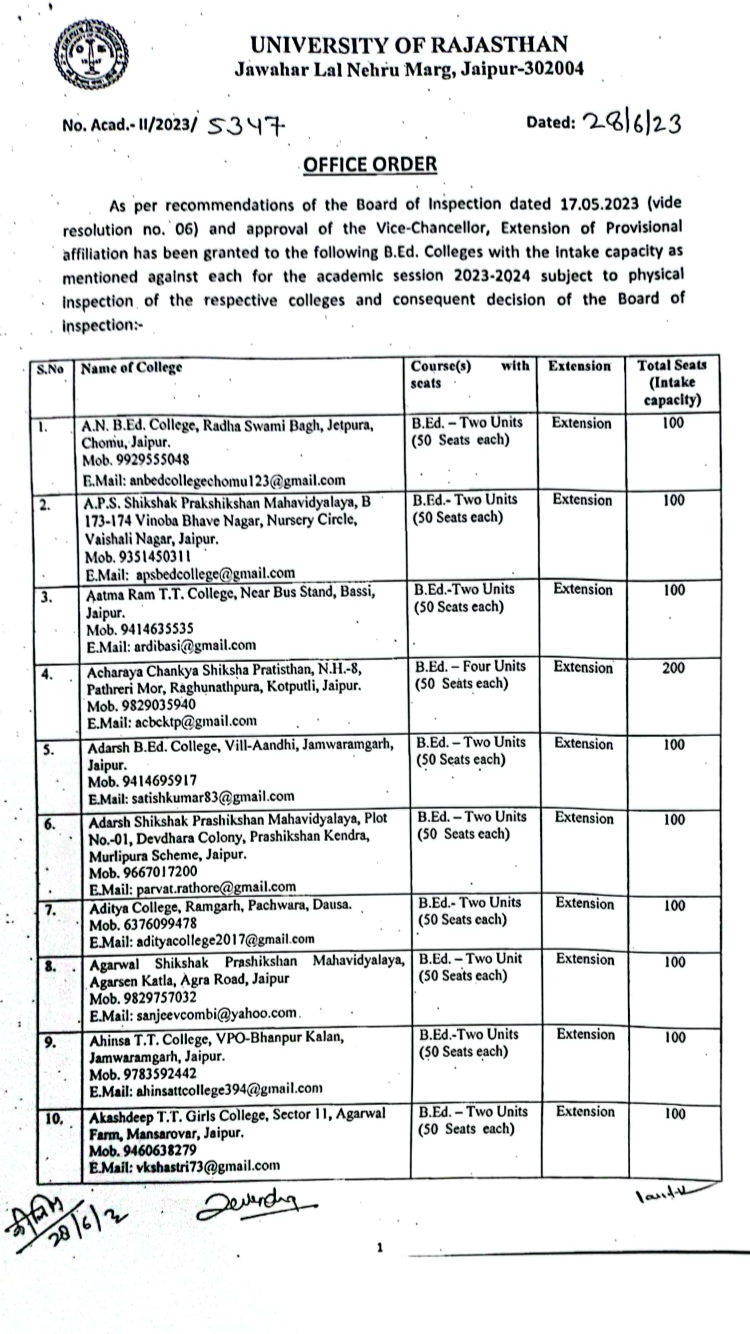 UNIVERSITY OF RAJASTHAN
Jawahar Lal Nehru Marg, Jaipur-302004
No. Acad.- II/2023/ 5347 Dated: 28/6/23
OFFICE ORDER
As per recommendations of the Board of Inspection dated 17.05.2023 (vide
resolution no. 06) and approval of the Vice-Chancellor, Extension of Provisional
affiliation has been granted to the following B.Ed. Colleges with the intake capacity as
mentioned against each for the academic session 2023-2024 subject to physical
inspection of the respective colleges and consequent decision of the Board of
inspection:-
S.No Name of College Course(s) with Extension Total Seats
seats (Intake
capacity)
1. A.N. B.Ed. College, Radha Swami Bagh, Jetpura, B.Ed. – Two Units Extension 100
Chomu, Jaipur. (50 Seats each)
Mob. 9929555048
E.Mail: anbedcollegechomu123@gmail.com
2. A.P.S. Shikshak Prakshikshan Mahavidyalaya, B B.Ed.- Two Units Extension 100
173-174 Vinoba Bhave Nagar, Nursery Circle, (50 Seats each)
Vaishali Nagar, Jaipur.
Mob. 9351450311
E.Mail: apsbedcollege@gmail.com
3. Aatma Ram T.T. College, Near Bus Stand, Bassi, B.Ed.-Two Units Extension 100
Jaipur. (50 Seats each)
Mob. 9414635535
E.Mail: ardibasi@gmail.com
4. Acharaya Chankya Shiksha Pratisthan, N.H.-8, B.Ed. – Four Units Extension 200
Pathreri Mor, Raghunathpura, Kotputli, Jaipur. (50 Seats each)
Mob. 9829035940
E.Mail: acbcktp@gmail.com
5. Adarsh B.Ed. College, Vill-Aandhi, Jamwaramgarh, B.Ed. – Two Units Extension 100
Jaipur. (50 Seats each)
Mob. 9414695917
E.Mail: satishkumar83@gmail.com
6. Adarsh Shikshak Prashikshan Mahavidyalaya, Plot B.Ed. – Two Units Extension 100
No.-01, Devdhara Colony, Prashikshan Kendra, (50 Seats each)
Murlipura Scheme, Jaipur.
Mob. 9667017200
E.Mail: parvat.rathore@gmail.com
7. Aditya College, Ramgarh, Pachwara, Dausa. B.Ed.- Two Units Extension 100
Mob. 6376099478 (50 Seats each)
E.Mail: adityacollege2017@gmail.com
8. Agarwal Shikshak Prashikshan Mahavidyalaya, B.Ed. – Two Unit Extension 100
Agarsen Katla, Agra Road, Jaipur (50 Seats each)
Mob. 9829757032
E.Mail: sanjeevcombi@yahoo.com
9. Ahinsa T.T. College, VPO-Bhanpur Kalan, B.Ed.-Two Units Extension 100
Jamwaramgarh, Jaipur. (50 Seats each)
Mob. 9783592442
E.Mail: ahinsattcollege394@gmail.com
10. Akashdeep T.T. Girls College, Sector 11, Agarwal B.Ed. – Two Units Extension 100
Farm, Mansarovar, Jaipur. (50 Seats each)
Mob. 9460638279
E.Mail: vkshastri73@gmail.com
28/6/2
1